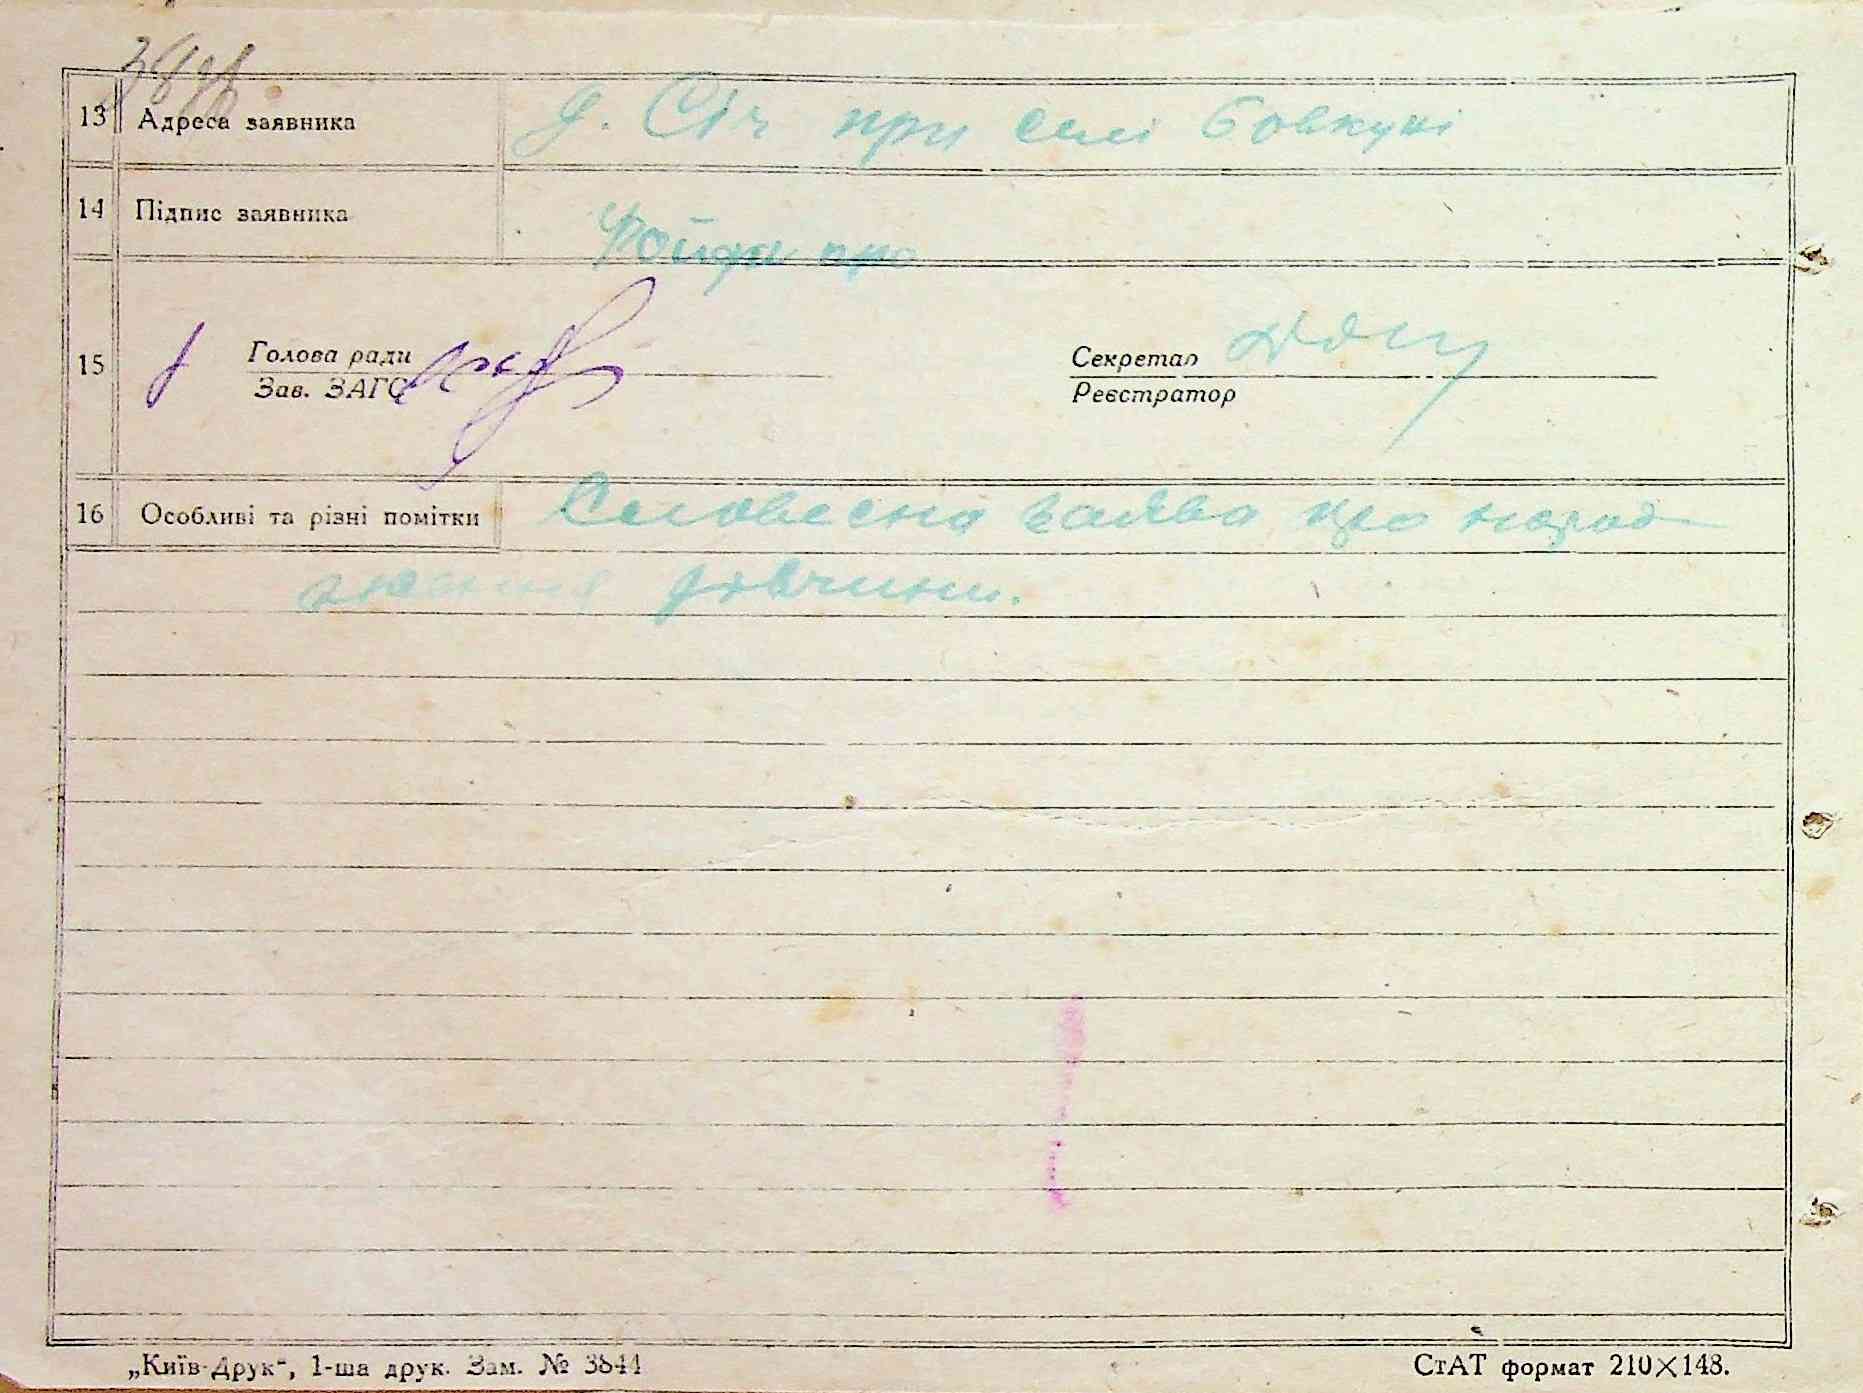 13 Адреса заявника Д. Січ при селі Бовкуні
14 Підпис заявника
15 Голова ради Секретар
Зав. ЗАГС Реєстратор
16 Особливі та різні помітки Словесна заява про народ
ження дівчини.
„Київ-Друк“, 1-ша друк. Зам. № 3844 СтАТ формат 210×148.